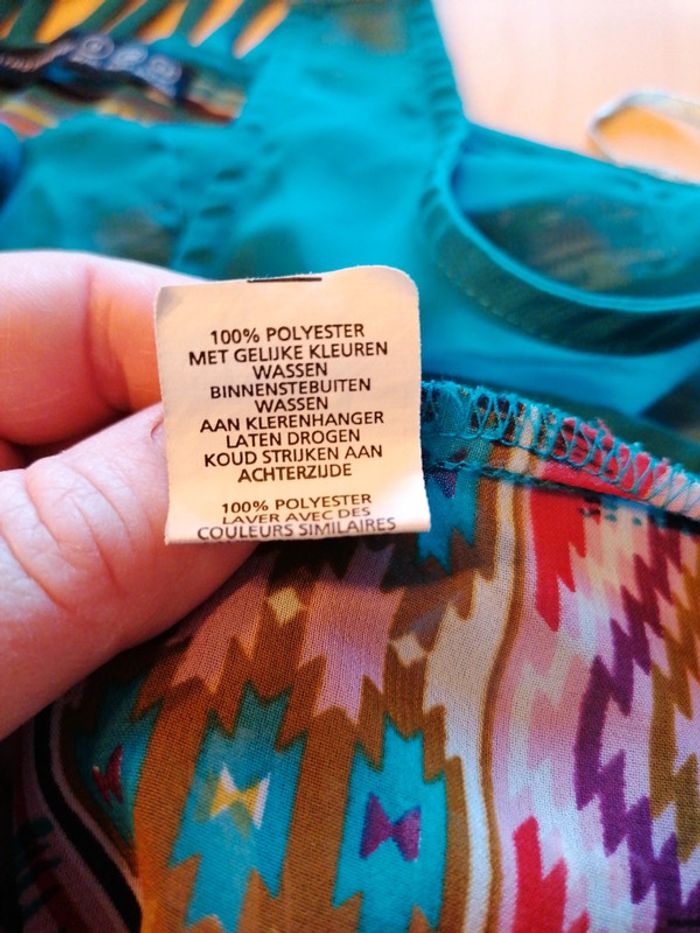 100% POLYESTER
MET GELIJKE KLEUREN
WASSEN
BINNENSTEBUITEN
WASSEN
AAN KLERENHANGER
LATEN DROGEN
KOUD STRIJKEN AAN
ACHTERZIJDE
100% POLYESTER
LAVER AVEC DES
COULEURS SIMILAIRES